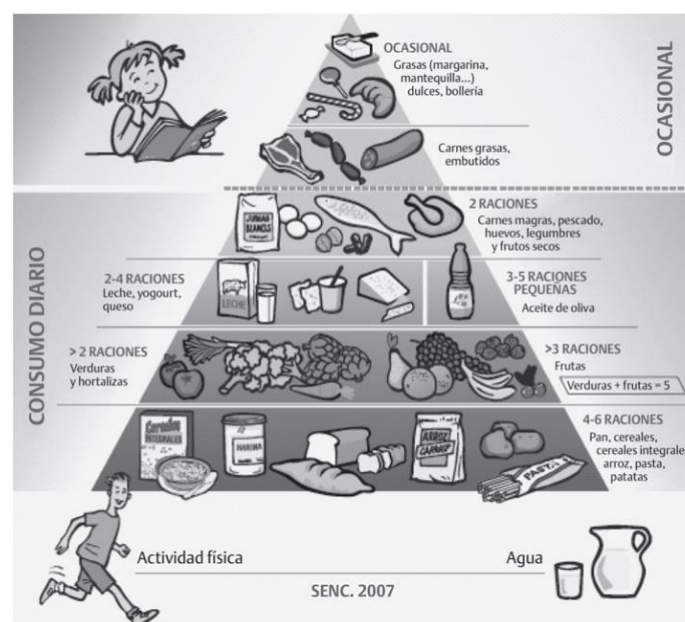 OCASIONAL
Grasas (margarina,
mantequilla...)
dulces, bollería
OCASIONAL
Carnes grasas,
embutidos
CONSUMO DIARIO
2 RACIONES
Carnes magras, pescado,
huevos, legumbres
y frutos secos
JUDIAS
BLANCAS
2-4 RACIONES
Leche, yogourt,
queso
LECHE
3-5 RACIONES
PEQUEÑAS
Aceite de oliva
> 2 RACIONES
Verduras
y hortalizas
>3 RACIONES
Frutas
Verduras + frutas = 5
4-6 RACIONES
Pan, cereales,
cereales integrale
arroz, pasta,
patatas
Cereales
INTEGRALES
HARINA
ARROZ
PASTA
Actividad física
Agua
SENC. 2007